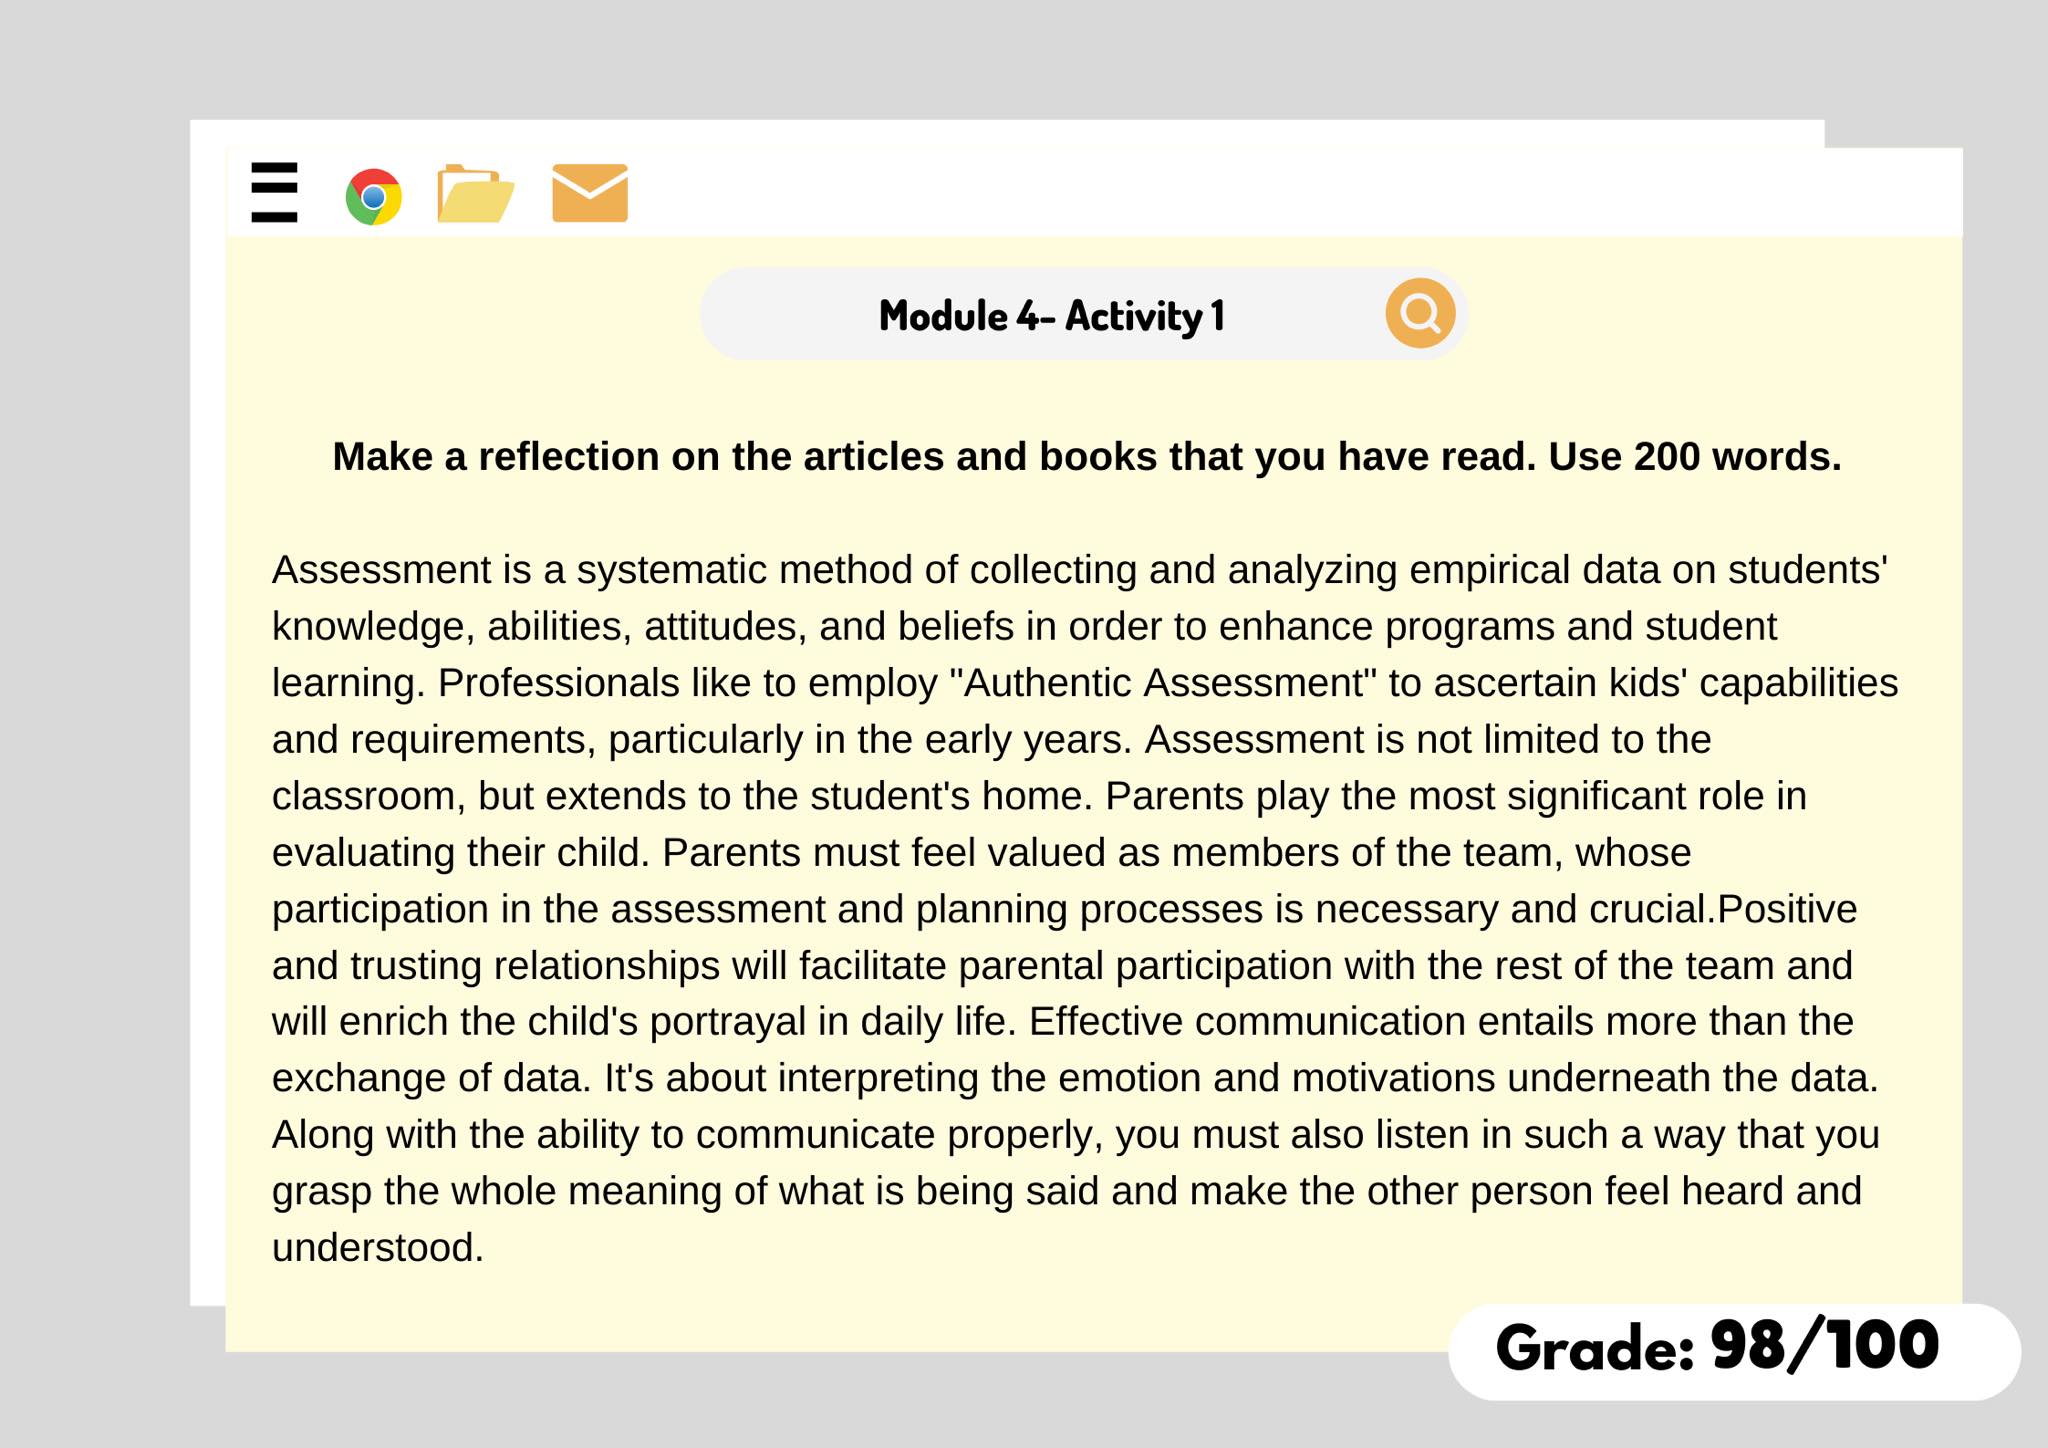 Module 4- Activity 1
Make a reflection on the articles and books that you have read. Use 200 words.
Assessment is a systematic method of collecting and analyzing empirical data on students'
knowledge, abilities, attitudes, and beliefs in order to enhance programs and student
learning. Professionals like to employ "Authentic Assessment" to ascertain kids' capabilities
and requirements, particularly in the early years. Assessment is not limited to the
classroom, but extends to the student's home. Parents play the most significant role in
evaluating their child. Parents must feel valued as members of the team, whose
participation in the assessment and planning processes is necessary and crucial.Positive
and trusting relationships will facilitate parental participation with the rest of the team and
will enrich the child's portrayal in daily life. Effective communication entails more than the
exchange of data. It's about interpreting the emotion and motivations underneath the data.
Along with the ability to communicate properly, you must also listen in such a way that you
grasp the whole meaning of what is being said and make the other person feel heard and
understood.
Grade: 98/100